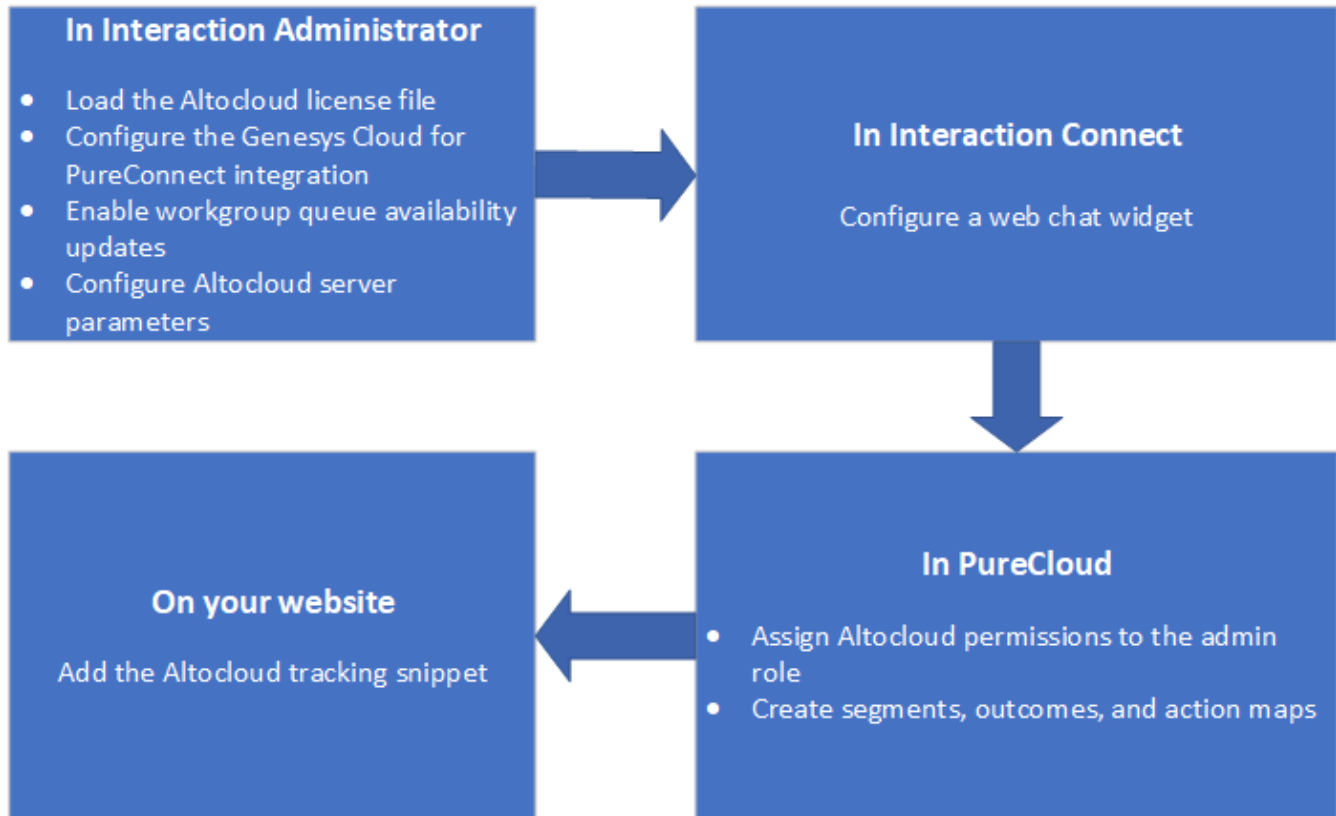 In Interaction Administrator
• Load the Altocloud license file
• Configure the Genesys Cloud for
PureConnect integration
• Enable workgroup queue availability
updates
• Configure Altocloud server
parameters
In Interaction Connect
Configure a web chat widget
In PureCloud
• Assign Altocloud permissions to the admin
role
• Create segments, outcomes, and action maps
On your website
Add the Altocloud tracking snippet